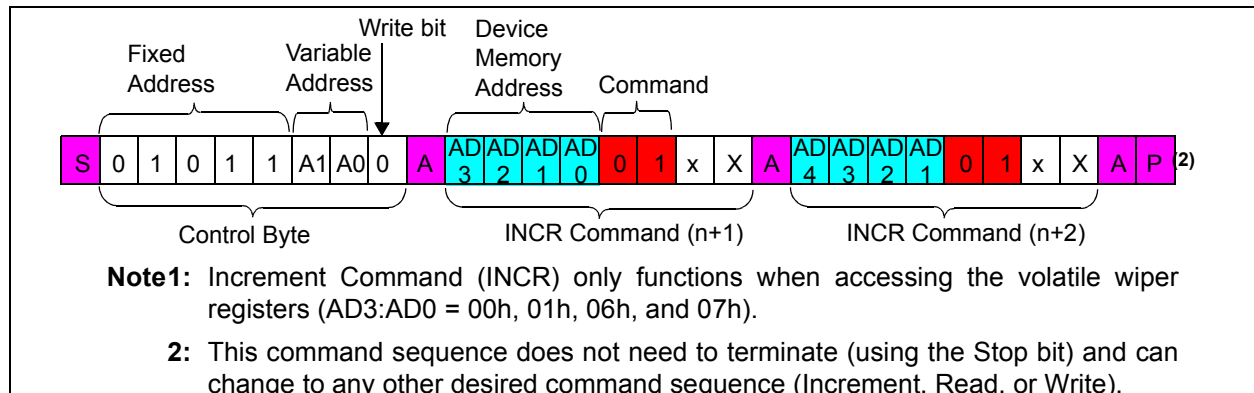 Write bit
Fixed Address
Variable Address
Device Memory Address
Command
S 0 1 0 1 1 A1 A0 0 A AD3 AD2 AD1 AD0 0 1 x X A AD4 AD3 AD2 AD1 0 1 x X A P (2)
Control Byte
INCR Command (n+1)
INCR Command (n+2)
Note1: Increment Command (INCR) only functions when accessing the volatile wiper
registers (AD3:AD0 = 00h, 01h, 06h, and 07h).
2: This command sequence does not need to terminate (using the Stop bit) and can
change to any other desired command sequence (Increment, Read, or Write).